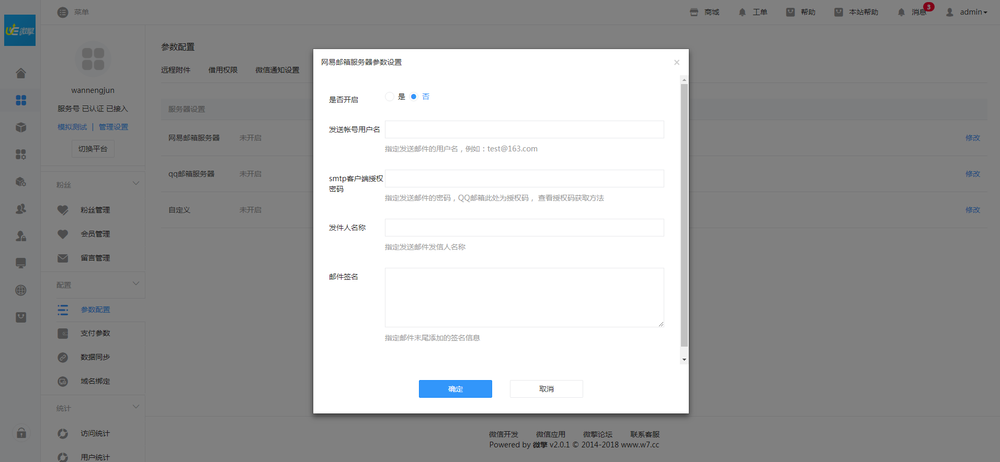 微擎
菜单
商城
工单
帮助
本站帮助
消息
3
admin
wannengjun
服务号 已认证 已接入
模拟测试 | 管理设置
切换平台
粉丝
粉丝管理
会员管理
留言管理
配置
参数配置
支付参数
数据同步
域名绑定
统计
访问统计
用户统计
参数配置
远程附件 借用权限 微信通知设置
服务器设置
网易邮箱服务器 未开启 修改
qq邮箱服务器 未开启 修改
自定义 未开启 修改
网易邮箱服务器参数设置 ×
是否开启 是 否
发送帐号用户名
指定发送邮件的用户名，例如：test@163.com
smtp客户端授权
密码
指定发送邮件的密码，QQ邮箱此处为授权码， 查看授权码获取方法
发件人名称
指定发送邮件发信人名称
邮件签名
指定邮件末尾添加的签名信息
确定 取消
微信开发 微信应用 微擎论坛 联系客服
Powered by 微擎 v2.0.1 © 2014-2018 www.w7.cc